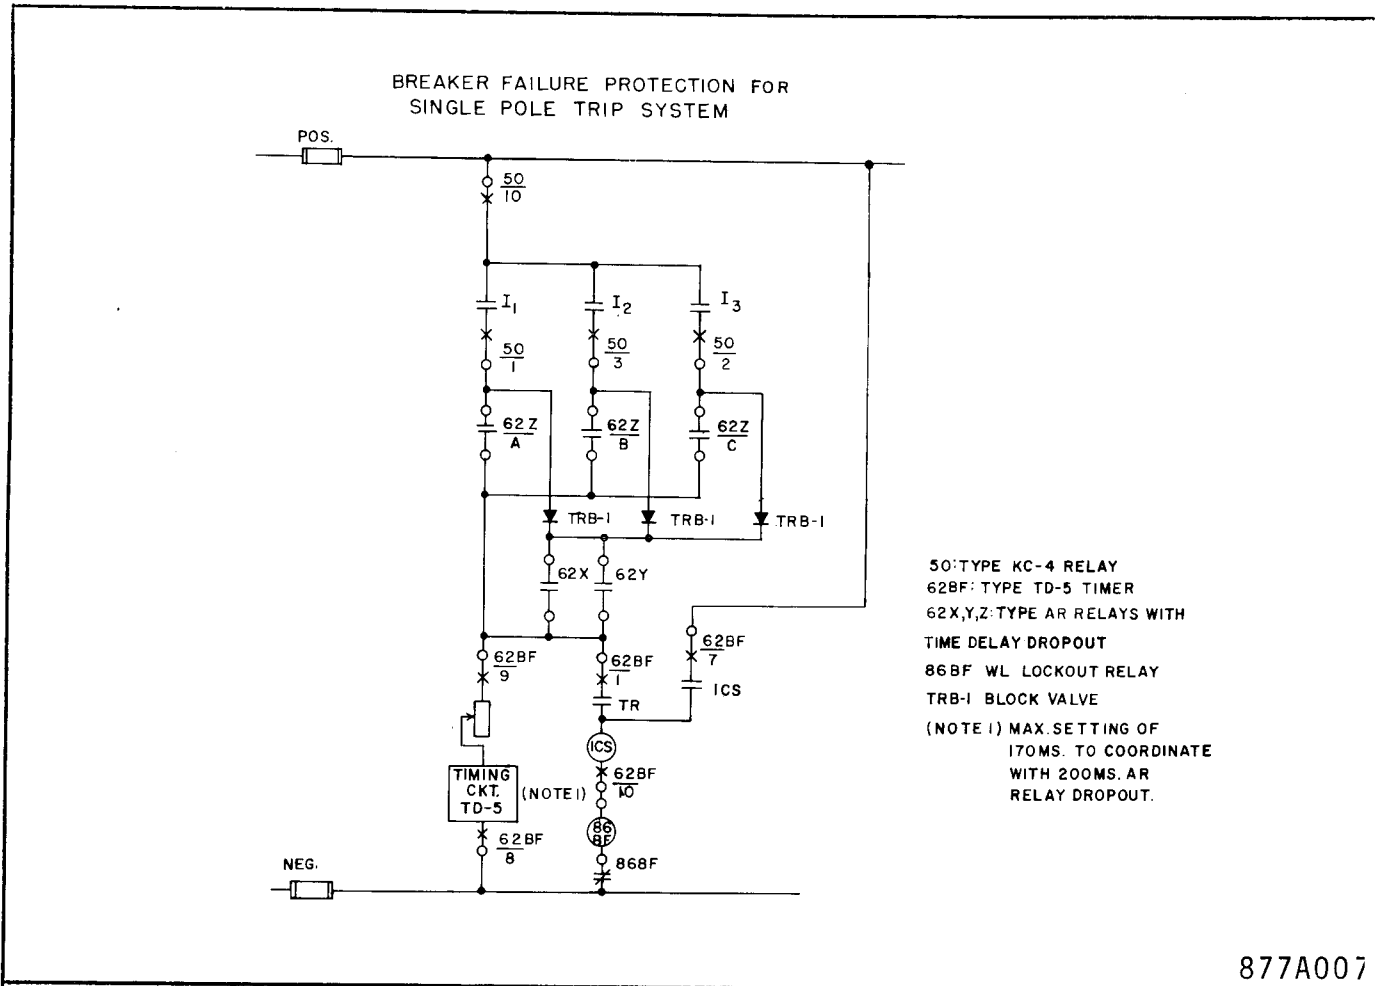 BREAKER FAILURE PROTECTION FOR
SINGLE POLE TRIP SYSTEM
POS.
50
10
I1
I2
I3
50
1
50
3
50
2
62Z
A
62Z
B
62Z
C
TRB-1
TRB-1
TRB-1
62X
62Y
62BF
9
62BF
1
62BF
7
TR
ICS
ICS
TIMING
CKT.
TD-5
(NOTE1)
62BF
10
86
BF
62BF
8
868F
NEG.
50:TYPE KC-4 RELAY
62BF: TYPE TD-5 TIMER
62X,Y,Z:TYPE AR RELAYS WITH
TIME DELAY DROPOUT
86BF WL LOCKOUT RELAY
TRB-1 BLOCK VALVE
(NOTE 1) MAX.SETTING OF
170MS. TO COORDINATE
WITH 200MS. AR
RELAY DROPOUT.
877A007